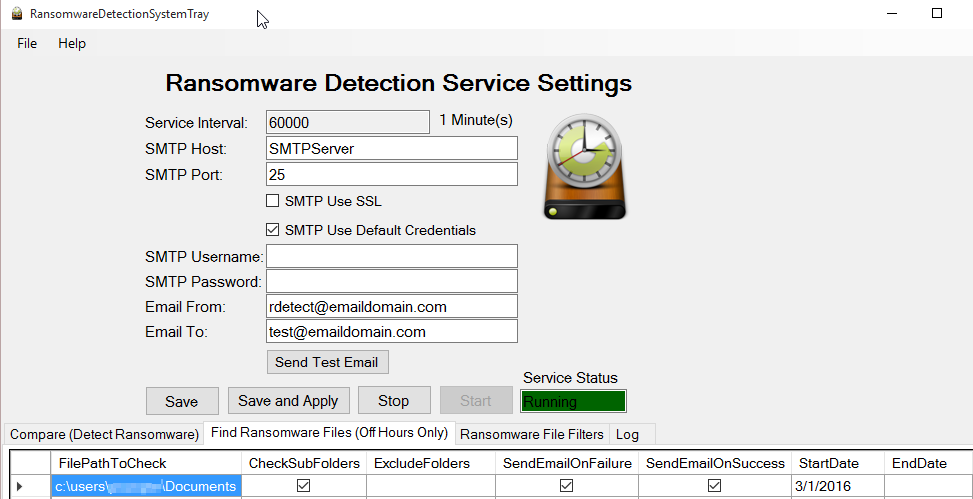 RansomwareDetectionSystemTray
File Help
Ransomware Detection Service Settings
Service Interval: 60000 1 Minute(s)
SMTP Host: SMTPServer
SMTP Port: 25
SMTP Use SSL
SMTP Use Default Credentials
SMTP Username:
SMTP Password:
Email From: rdetect@emaildomain.com
Email To: test@emaildomain.com
Send Test Email
Service Status
Save Save and Apply Stop Start Running
Compare (Detect Ransomware) Find Ransomware Files (Off Hours Only) Ransomware File Filters Log
FilePathToCheck CheckSubFolders ExcludeFolders SendEmailOnFailure SendEmailOnSuccess StartDate EndDate
c:\users\ \Documents 3/1/2016